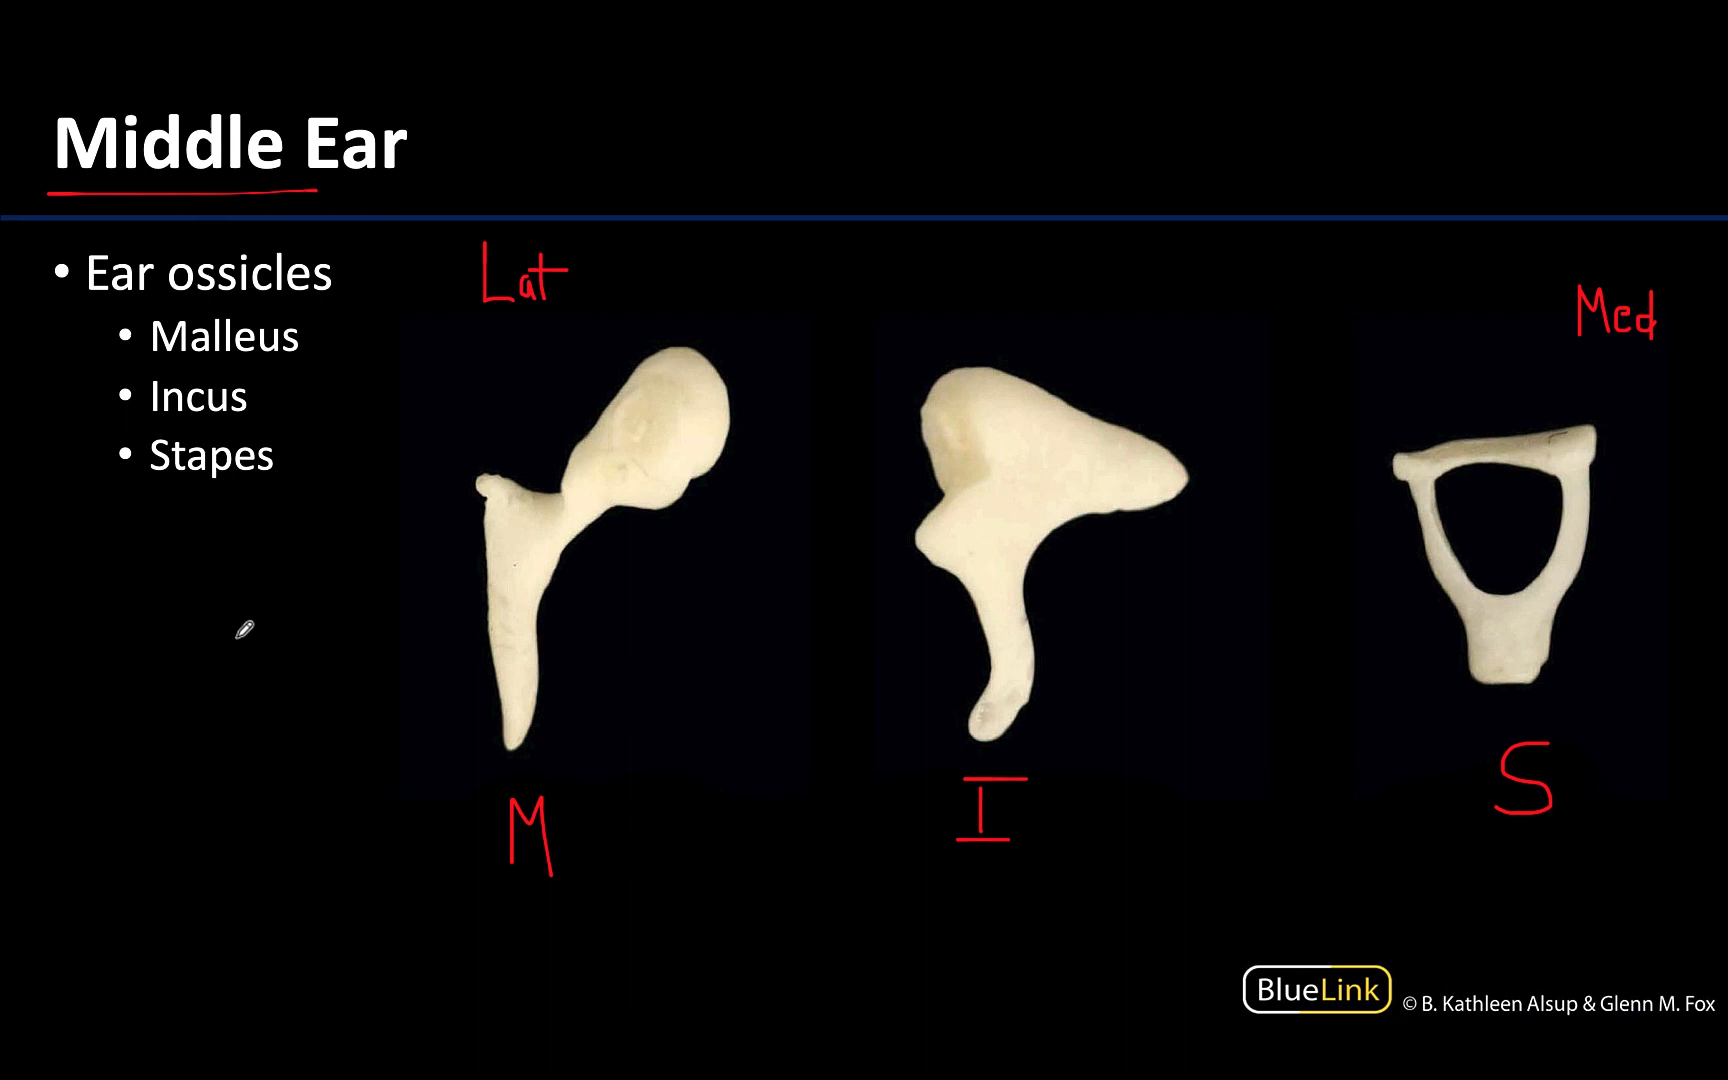 Middle Ear
• Ear ossicles
• Malleus
• Incus
• Stapes
Lat
Med
M
I
S
BlueLink
© B. Kathleen Alsup & Glenn M. Fox